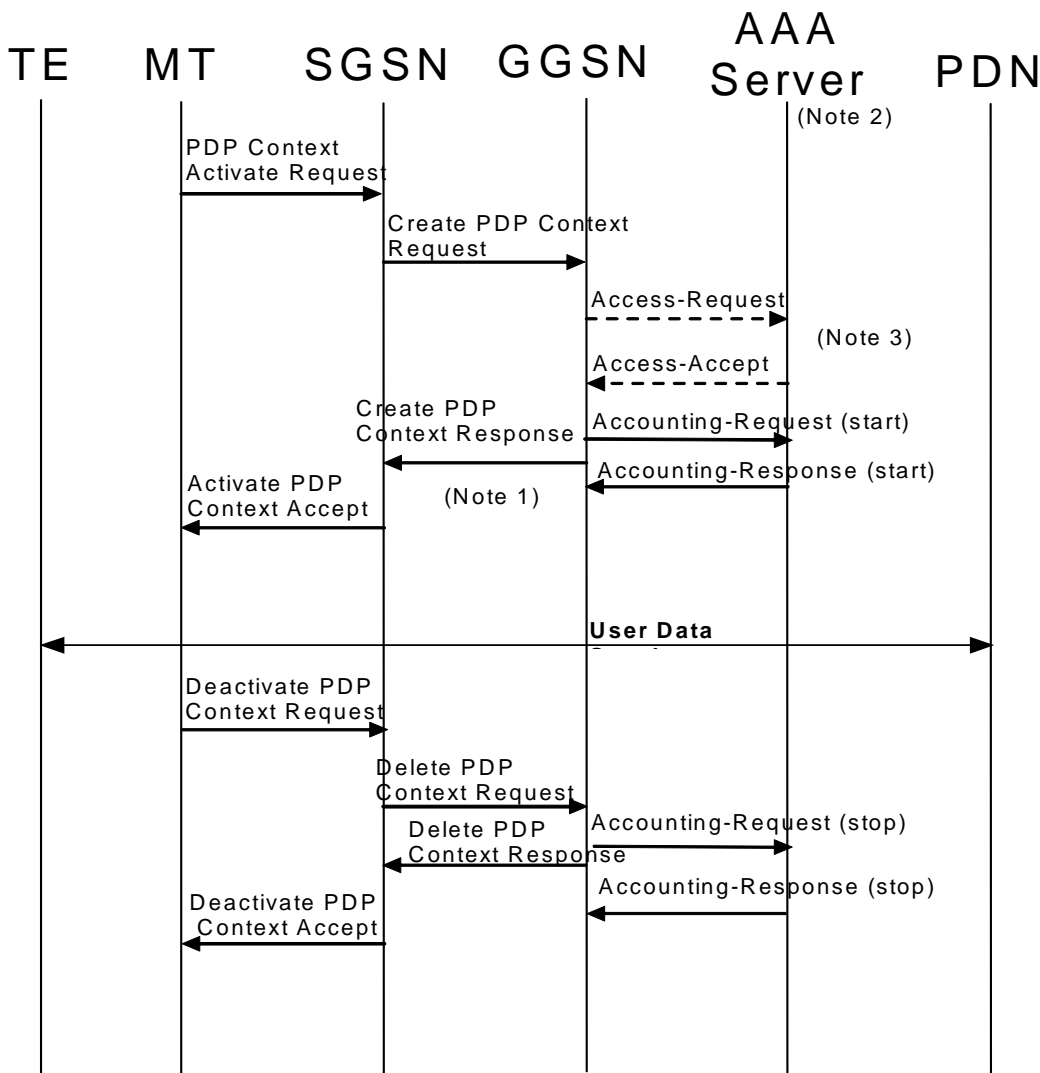 TE MT SGSN GGSN AAA Server PDN
(Note 2)
PDP Context
Activate Request
Create PDP Context
Request
Access-Request
(Note 3)
Access-Accept
Create PDP
Context Response
Accounting-Request (start)
Accounting-Response (start)
Activate PDP
Context Accept
(Note 1)
User Data
Deactivate PDP
Context Request
Delete PDP
Context Request
Accounting-Request (stop)
Delete PDP
Context Response
Accounting-Response (stop)
Deactivate PDP
Context Accept